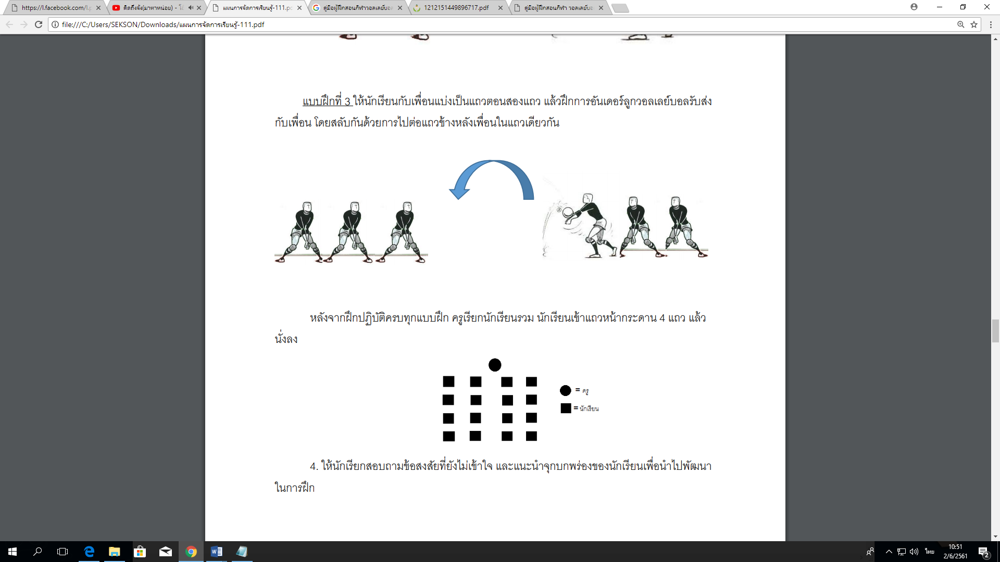 https://l.facebook.com/l.p
คิดถึงจัง(มาหาหน่อย) - โอ
แผนการจัดการเรียนรู้-111.pd
คู่มือผู้ฝึกสอนกีฬาวอลเลย์บอล
1212151449896717.pdf
คู่มือผู้ฝึกสอนกีฬา วอลเลย์บอ
file:///C:/Users/SEKSON/Downloads/แผนการจัดการเรียนรู้-111.pdf
แบบฝึกที่ 3 ให้นักเรียนกับเพื่อนแบ่งเป็นแถวตอนสองแถว แล้วฝึกการอันเดอร์ลูกวอลเลย์บอลรับส่ง
กับเพื่อน โดยสลับกันด้วยการไปต่อแถวข้างหลังเพื่อนในแถวเดียวกัน
หลังจากฝึกปฏิบัติครบทุกแบบฝึก ครูเรียกนักเรียนรวม นักเรียนเข้าแถวหน้ากระดาน 4 แถว แล้ว
นั่งลง
= ครู
= นักเรียน
4. ให้นักเรียกสอบถามข้อสงสัยที่ยังไม่เข้าใจ และแนะนำจุกบกพร่องของนักเรียนเพื่อนำไปพัฒนา
ในการฝึก
ไทย
10:51
2/6/2561
2